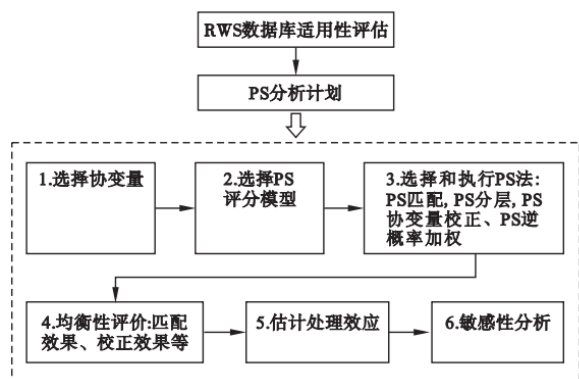 RWS数据库适用性评估
PS分析计划
1.选择协变量
2.选择PS
评分模型
3.选择和执行PS法:
PS匹配, PS分层, PS
协变量校正、PS逆
概率加权
4.均衡性评价:匹配
效果、校正效果等
5.估计处理效应
6.敏感性分析